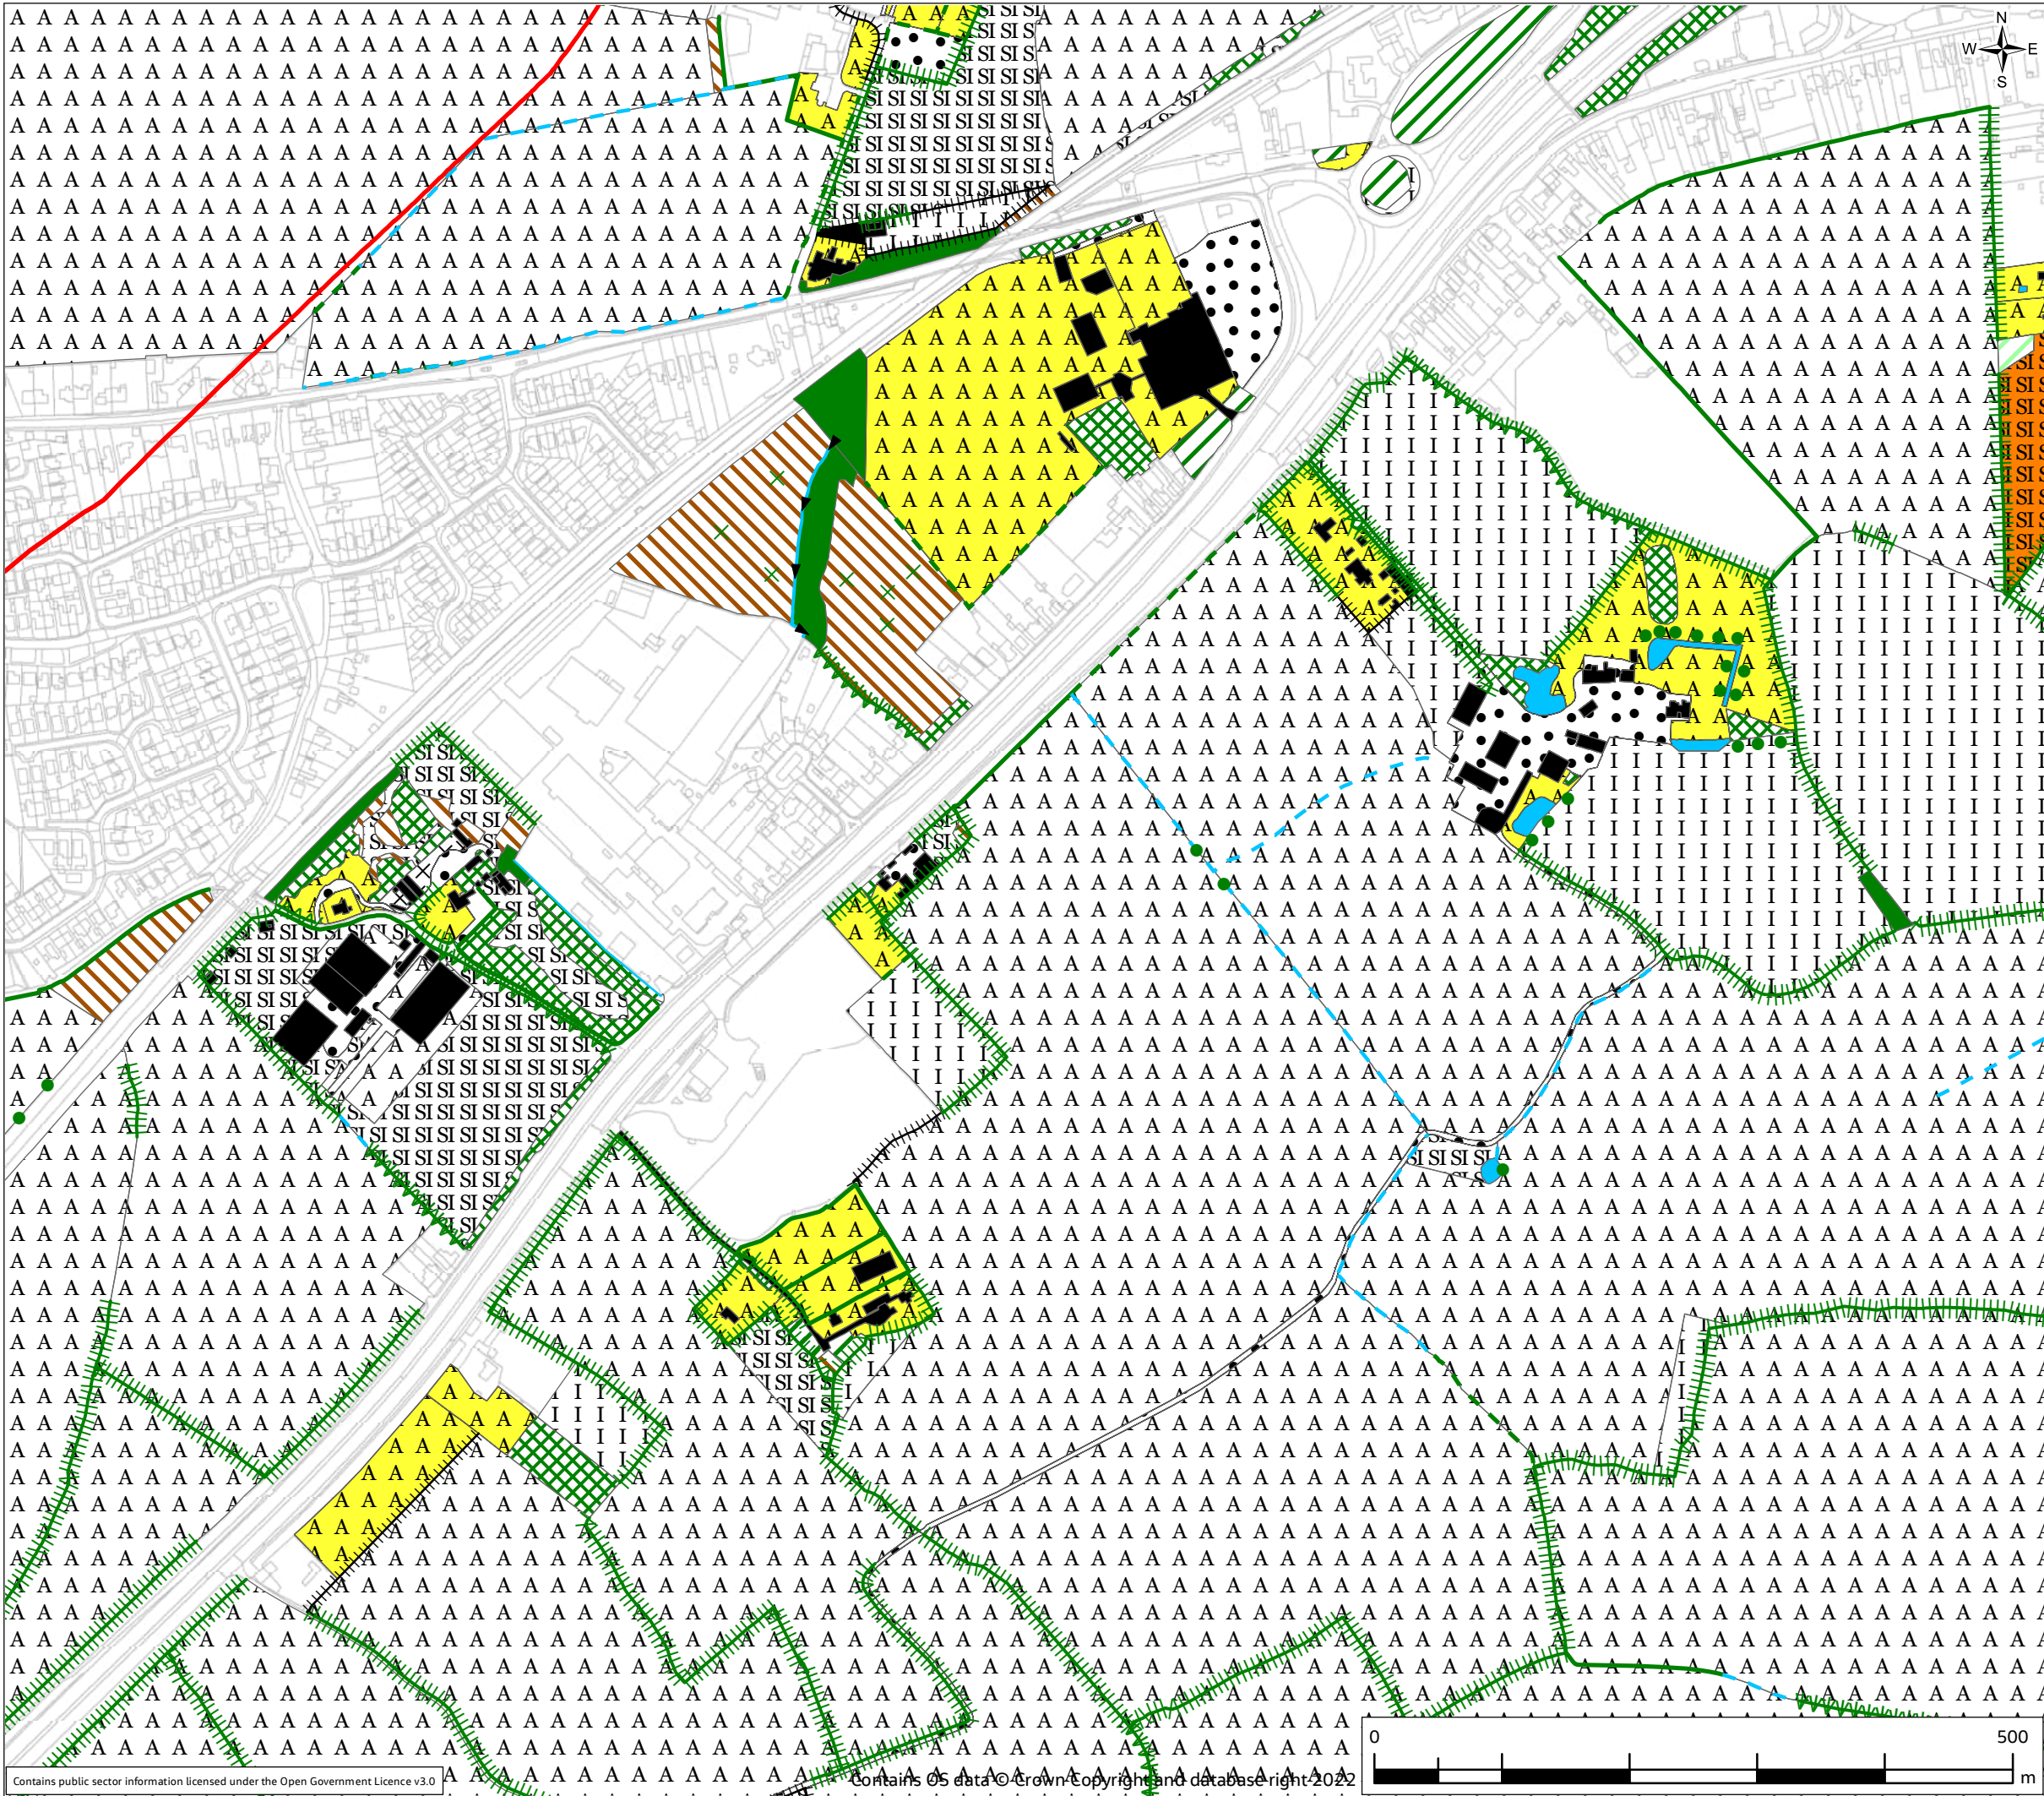 N
W E
S
A
SI
I
0 500
m
Contains public sector information licensed under the Open Government Licence v3.0
Contains OS data © Crown Copyright and database right 2022